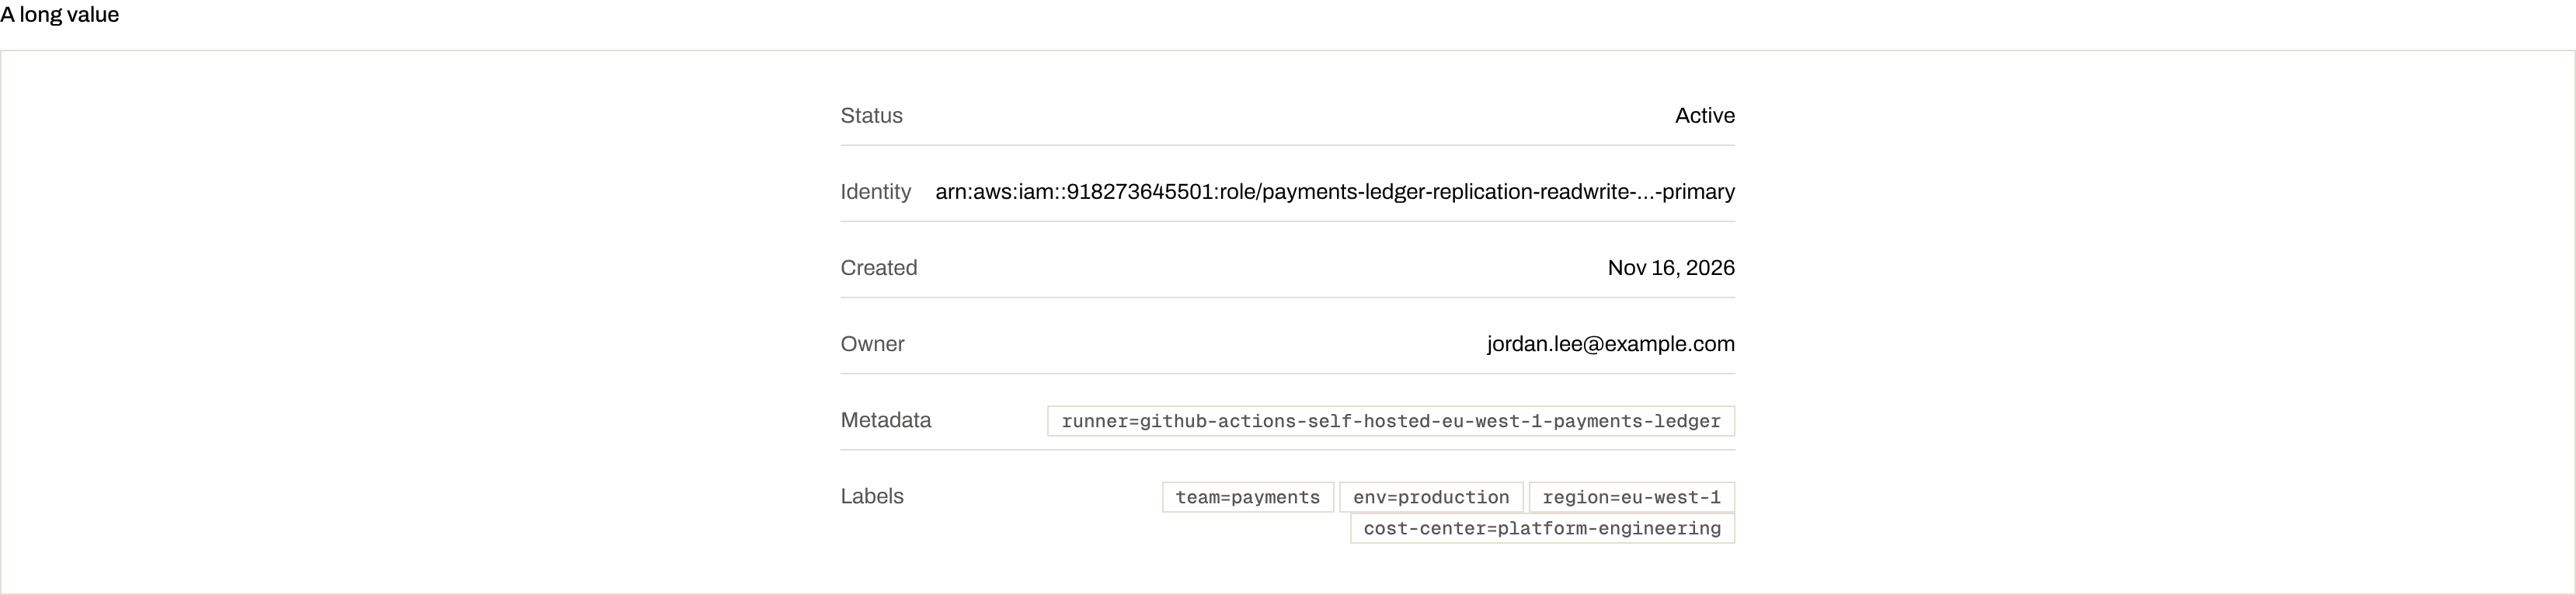 A long value
Status Active
Identity arn:aws:iam::918273645501:role/payments-ledger-replication-readwrite-...-primary
Created Nov 16, 2026
Owner jordan.lee@example.com
Metadata runner=github-actions-self-hosted-eu-west-1-payments-ledger
Labels team=payments env=production region=eu-west-1
cost-center=platform-engineering